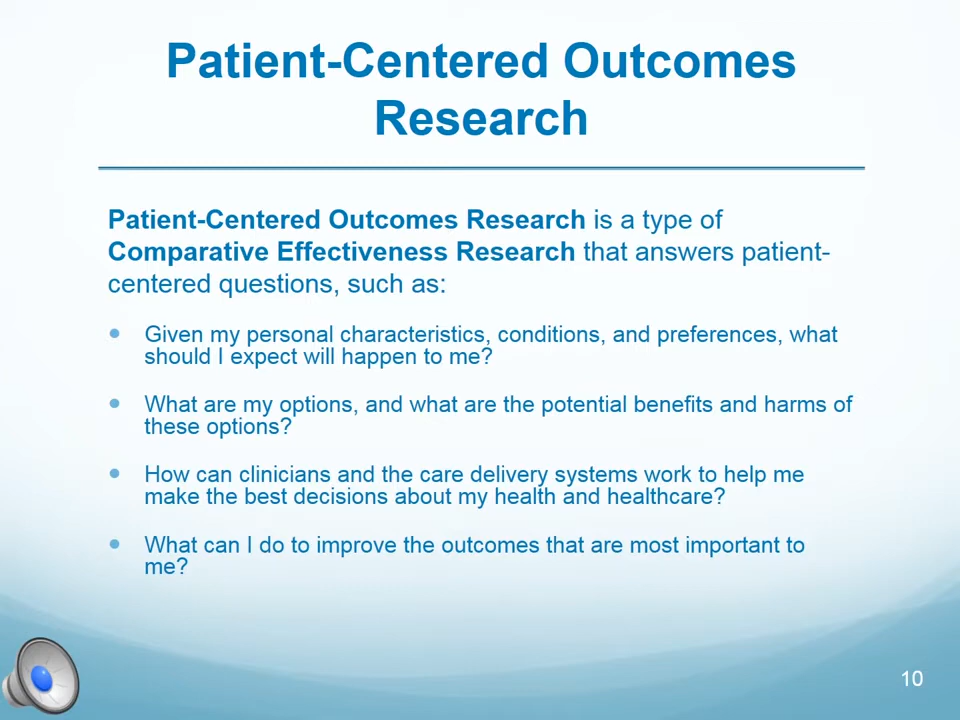 Patient-Centered Outcomes
Research
Patient-Centered Outcomes Research is a type of
Comparative Effectiveness Research that answers patient-
centered questions, such as:
Given my personal characteristics, conditions, and preferences, what
should I expect will happen to me?
What are my options, and what are the potential benefits and harms of
these options?
How can clinicians and the care delivery systems work to help me
make the best decisions about my health and healthcare?
What can I do to improve the outcomes that are most important to
me?
10